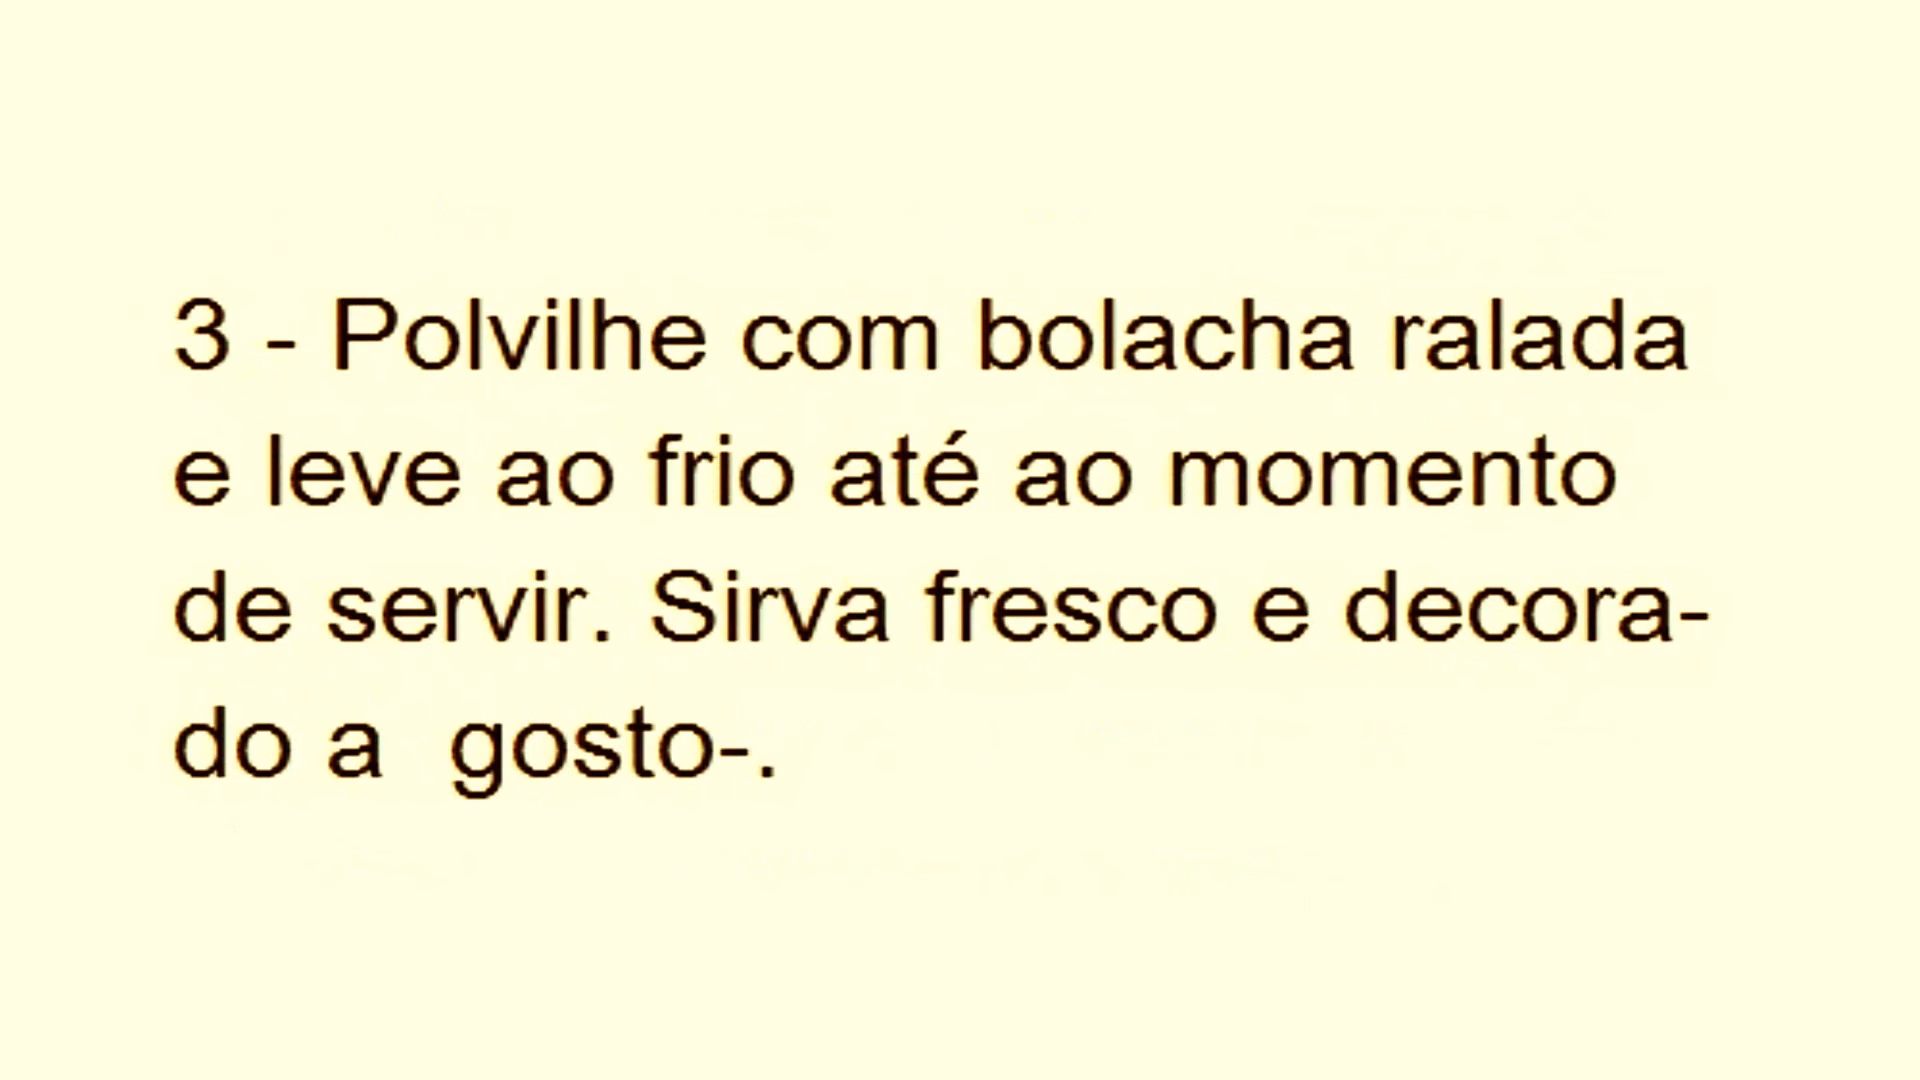 3 - Polvilhe com bolacha ralada
e leve ao frio até ao momento
de servir. Sirva fresco e decora-
do a  gosto-.